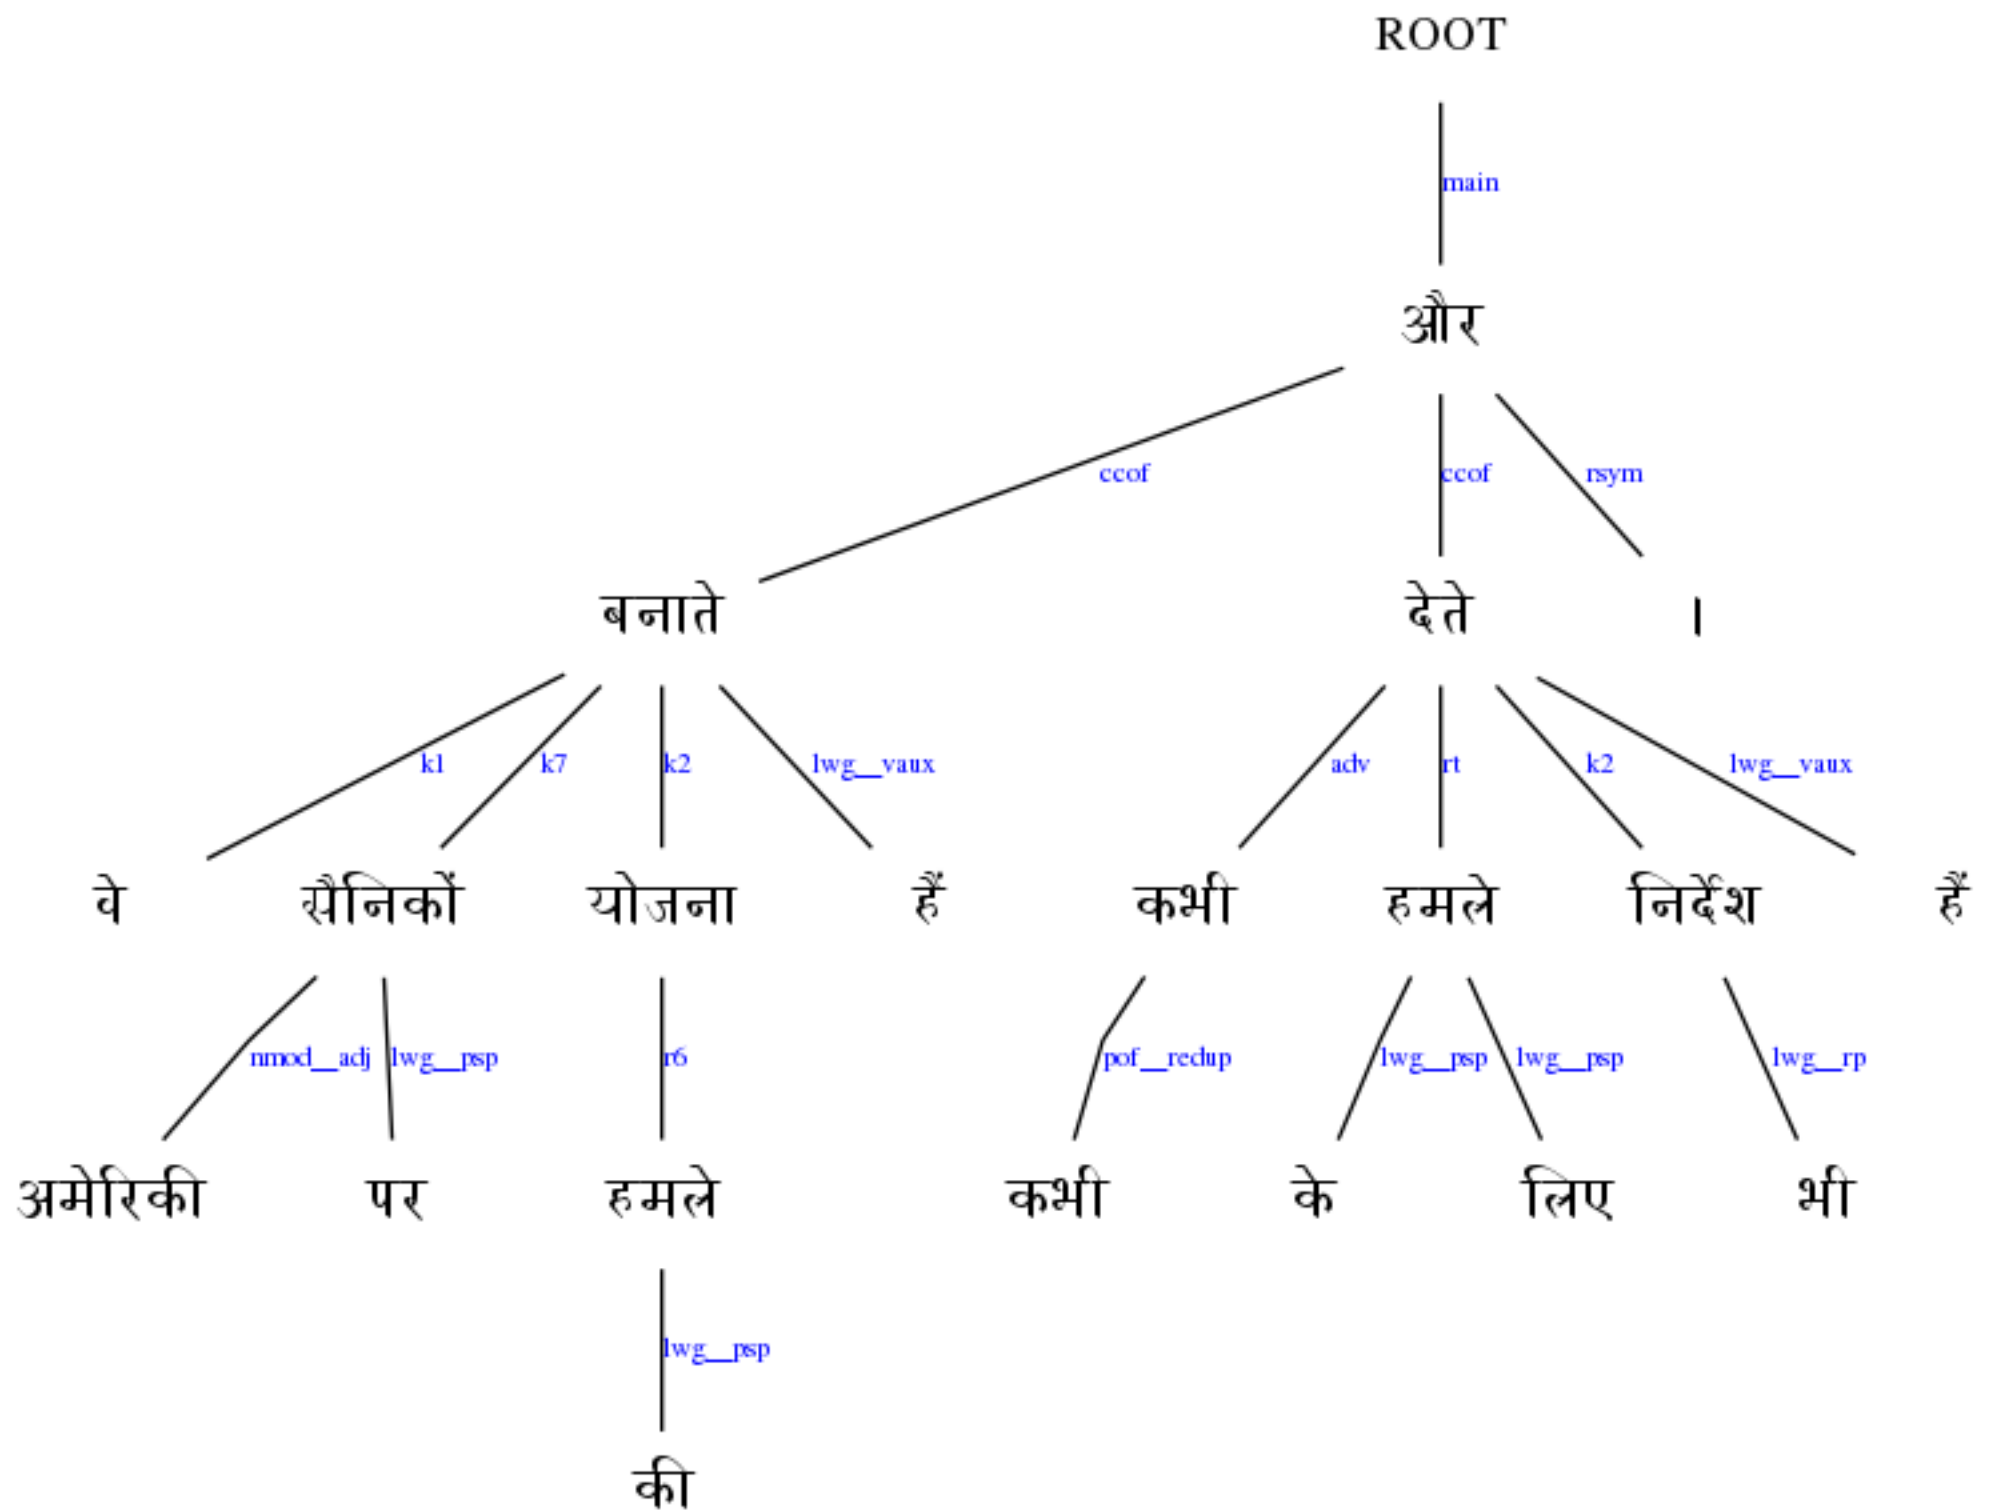 ROOT
main
और
ccof ccof rsym
बनाते देते ।
k1 k7 k2 lwg__vaux adv rt k2 lwg__vaux
वे सैनिकों योजना हैं कभी हमले निर्देश हैं
nmod__adj lwg__psp r6 pof__redup lwg__psp lwg__psp lwg__rp
अमेरिकी पर हमले कभी के लिए भी
lwg__psp
की